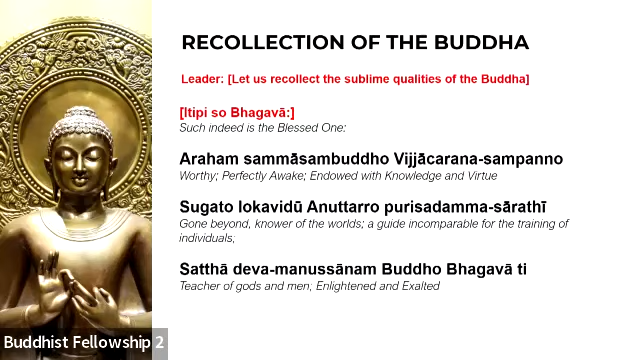 RECOLLECTION OF THE BUDDHA
Leader: [Let us recollect the sublime qualities of the Buddha]
[Itipi so Bhagavā:]
Such indeed is the Blessed One:
Araham sammāsambuddho Vijjācarana-sampanno
Worthy; Perfectly Awake; Endowed with Knowledge and Virtue
Sugato lokavidū Anuttarro purisadamma-sārathī
Gone beyond, knower of the worlds; a guide incomparable for the training of
individuals;
Satthā deva-manussānam Buddho Bhagavā ti
Teacher of gods and men; Enlightened and Exalted
Buddhist Fellowship 2